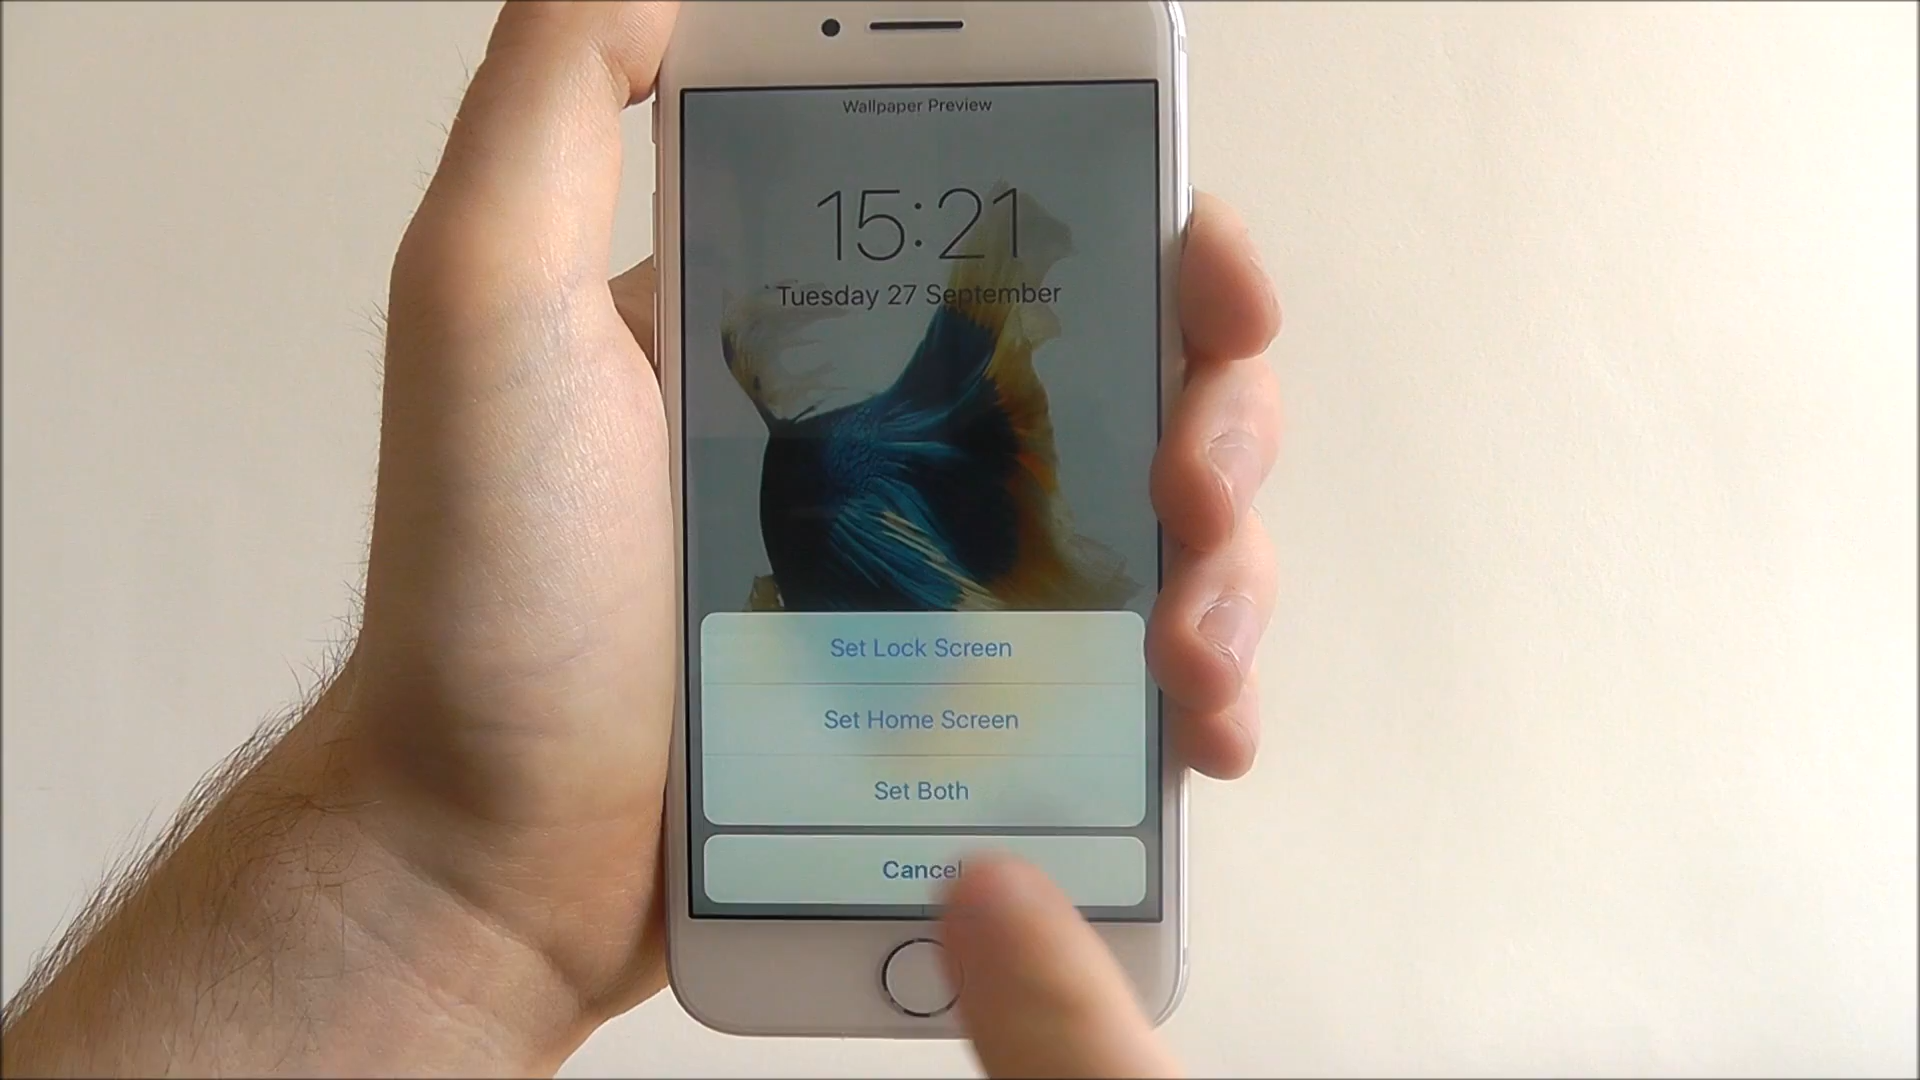 Wallpaper Preview
15:21
Tuesday 27 September
Set Lock Screen
Set Home Screen
Set Both
Cancel